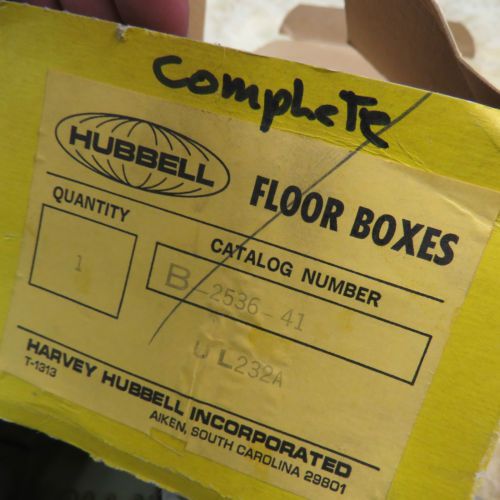 complete
HUBBELL
FLOOR BOXES
QUANTITY
1
CATALOG NUMBER
B-2536-41
UL232A
HARVEY HUBBELL INCORPORATED
T-1313
AIKEN, SOUTH CAROLINA 29801